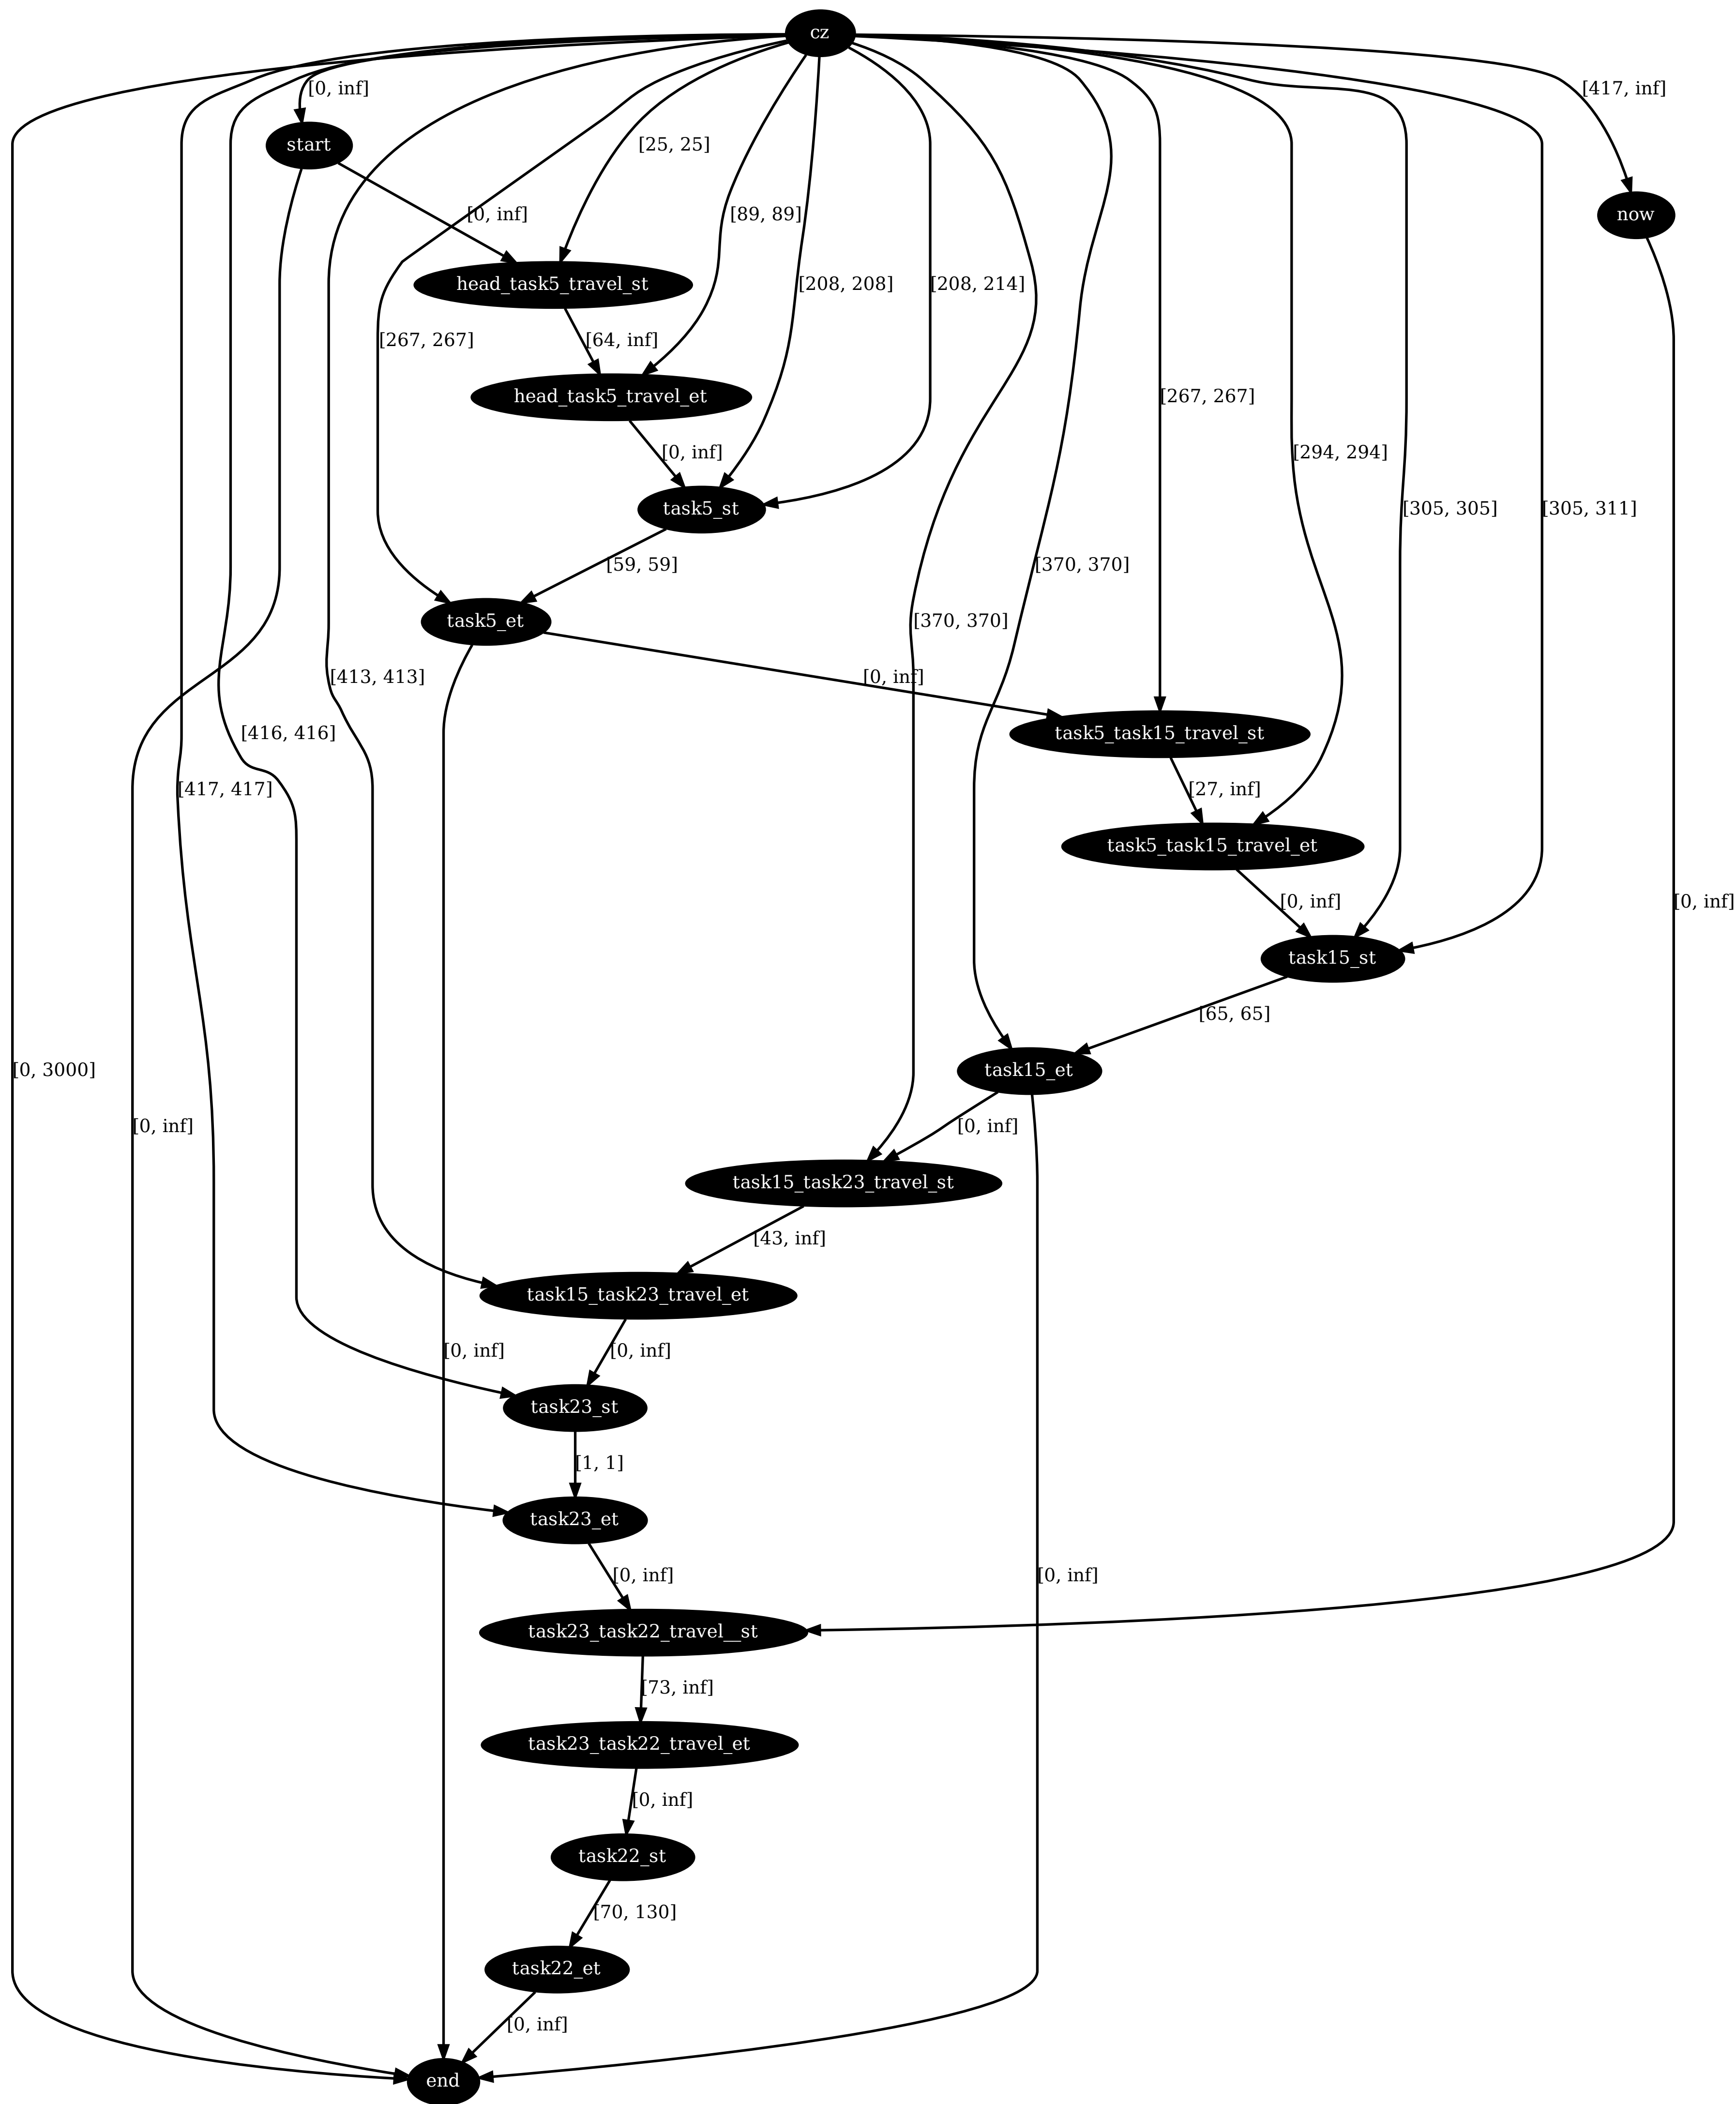 cz
[0, inf]
[417, inf]
start
[25, 25]
now
[0, inf]
[89, 89]
head_task5_travel_st
[208, 208]
[208, 214]
[267, 267]
[64, inf]
head_task5_travel_et
[267, 267]
[0, inf]
[294, 294]
task5_st
[305, 305]
[305, 311]
[59, 59]
[370, 370]
task5_et
[370, 370]
[413, 413]
[0, inf]
[416, 416]
task5_task15_travel_st
[417, 417]
[27, inf]
task5_task15_travel_et
[0, inf]
[0, inf]
task15_st
[65, 65]
[0, 3000]
task15_et
[0, inf]
[0, inf]
task15_task23_travel_st
[43, inf]
task15_task23_travel_et
[0, inf]
[0, inf]
task23_st
[1, 1]
task23_et
[0, inf]
[0, inf]
task23_task22_travel__st
[73, inf]
task23_task22_travel_et
[0, inf]
task22_st
[70, 130]
task22_et
[0, inf]
end